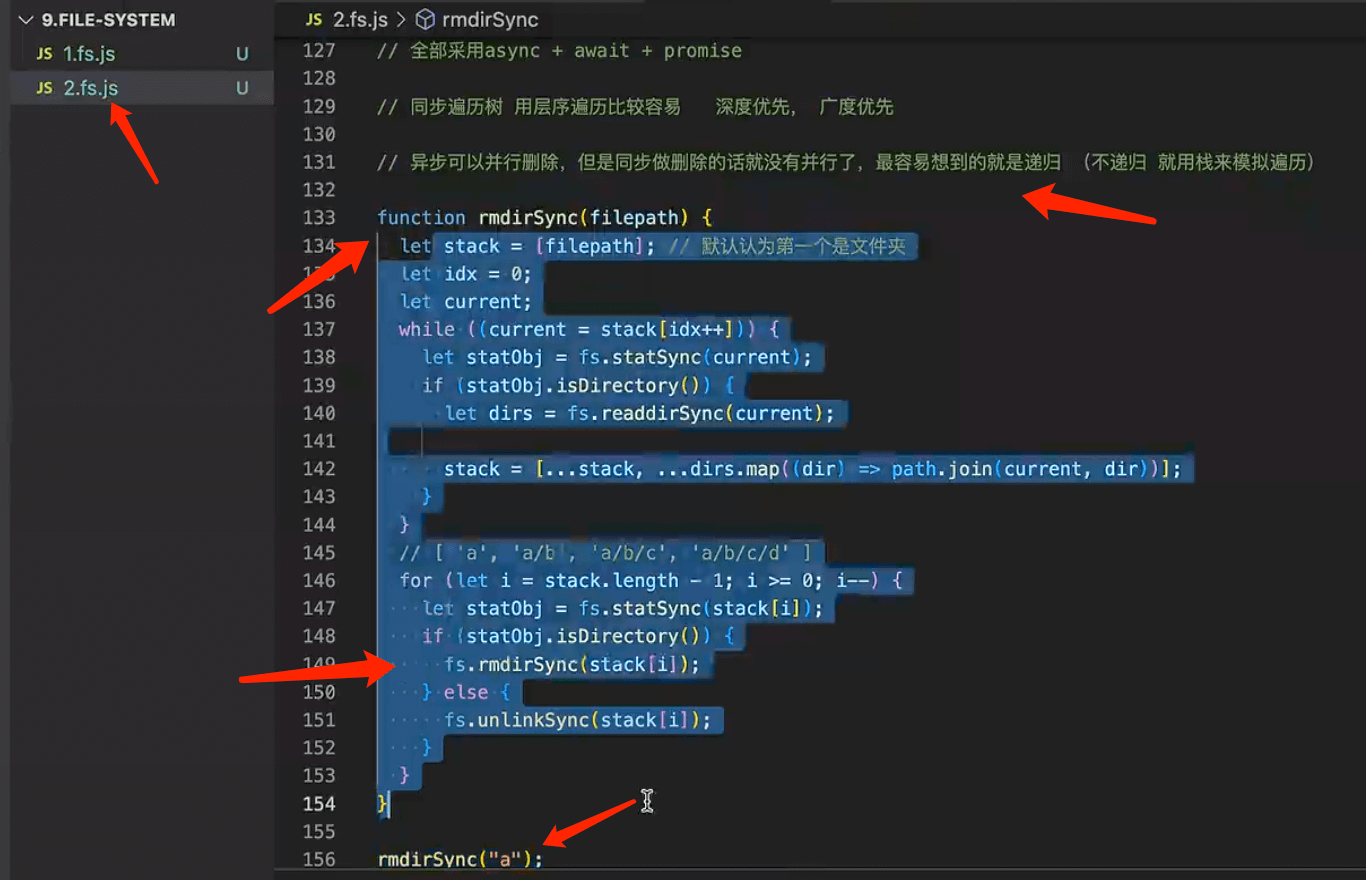 9.FILE-SYSTEM
JS 1.fs.js U
JS 2.fs.js U
JS 2.fs.js > rmdirSync
127 // 全部采用async + await + promise
128
129 // 同步遍历树 用层序遍历比较容易 深度优先, 广度优先
130
131 // 异步可以并行删除，但是同步做删除的话就没有并行了，最容易想到的就是递归 （不递归 就用栈来模拟遍历）
132
133 function rmdirSync(filepath) {
134 let stack = [filepath]; // 默认认为第一个是文件夹
135 let idx = 0;
136 let current;
137 while ((current = stack[idx++])) {
138 let statObj = fs.statSync(current);
139 if (statObj.isDirectory()) {
140 let dirs = fs.readdirSync(current);
141
142 stack = [...stack, ...dirs.map((dir) => path.join(current, dir))];
143 }
144 }
145 // [ 'a', 'a/b', 'a/b/c', 'a/b/c/d' ]
146 for (let i = stack.length - 1; i >= 0; i--) {
147 let statObj = fs.statSync(stack[i]);
148 if (statObj.isDirectory()) {
149 fs.rmdirSync(stack[i]);
150 } else {
151 fs.unlinkSync(stack[i]);
152 }
153 }
154 }
155
156 rmdirSync("a");